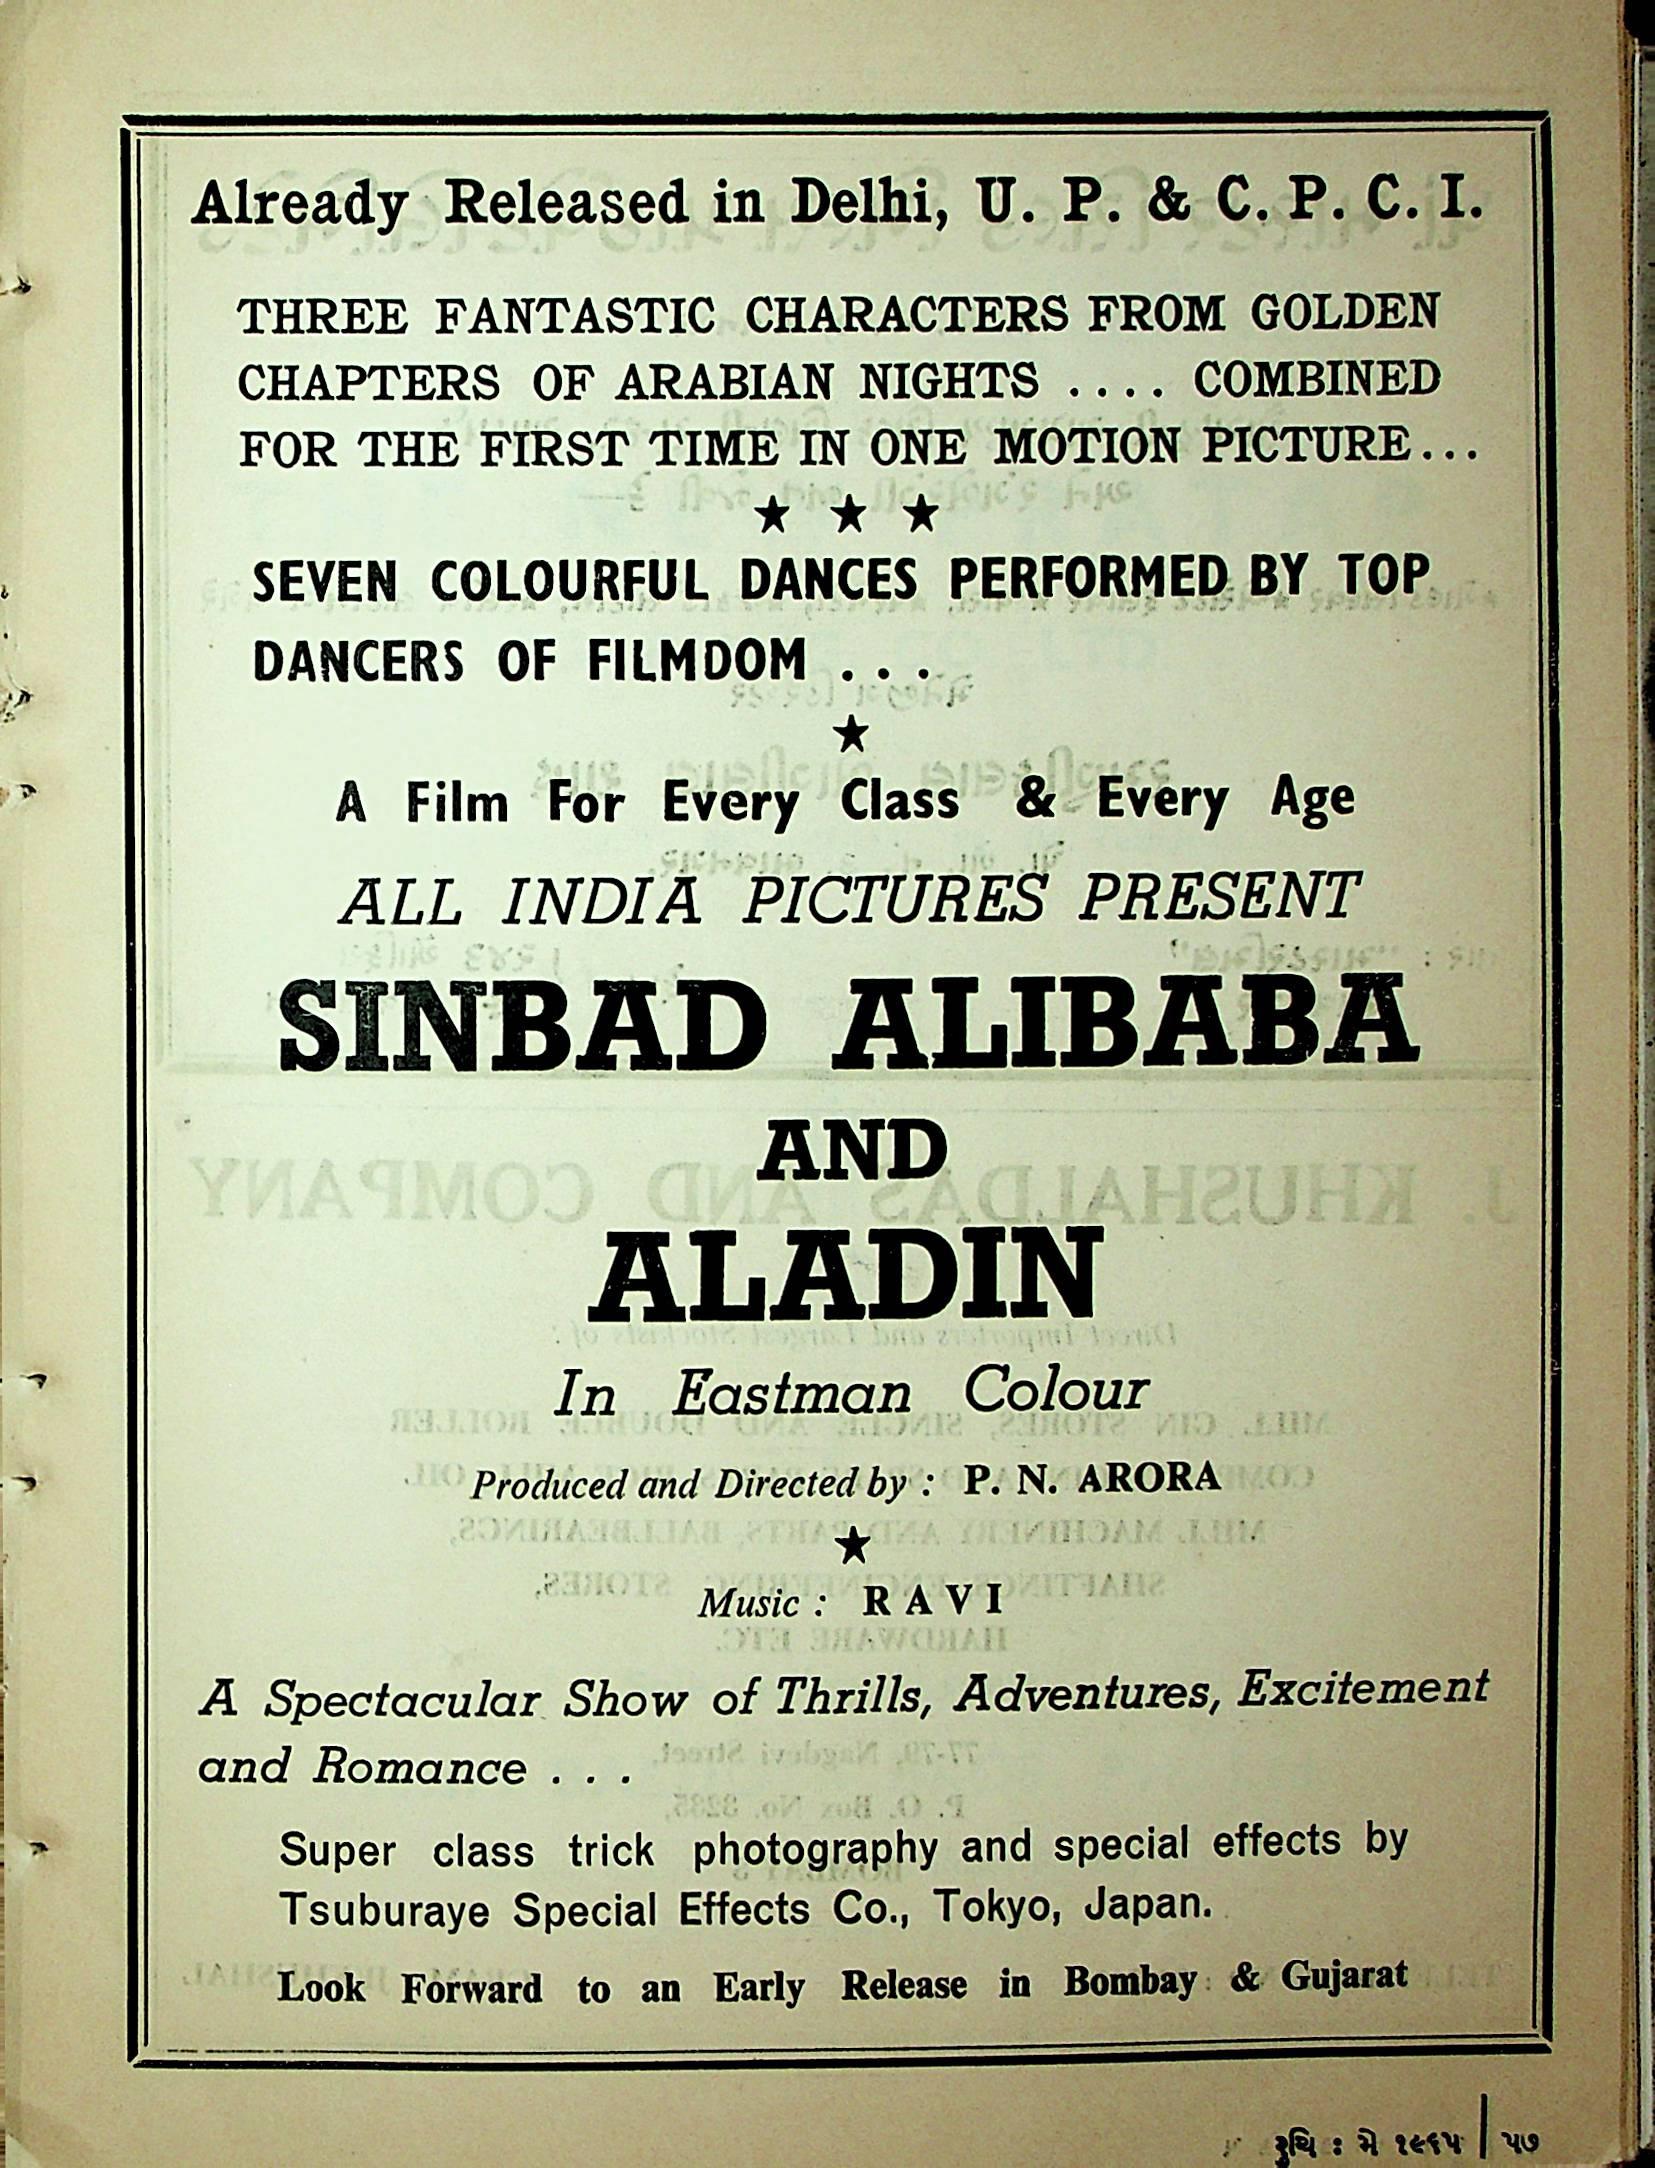 Already Released in Delhi, U. P. & C. P. C. I.
THREE FANTASTIC CHARACTERS FROM GOLDEN
CHAPTERS OF ARABIAN NIGHTS .... COMBINED
FOR THE FIRST TIME IN ONE MOTION PICTURE...
★ ★ ★
SEVEN COLOURFUL DANCES PERFORMED BY TOP
DANCERS OF FILMDOM . . .
★
A Film For Every Class & Every Age
ALL INDIA PICTURES PRESENT
SINBAD ALIBABA
AND
ALADIN
In Eastman Colour
Produced and Directed by : P. N. ARORA
★
Music : RAVI
A Spectacular Show of Thrills, Adventures, Excitement
and Romance . . .
Super class trick photography and special effects by
Tsuburaye Special Effects Co., Tokyo, Japan.
Look Forward to an Early Release in Bombay & Gujarat
રુચિ : મે ૧૯૬૫ / ૫૭